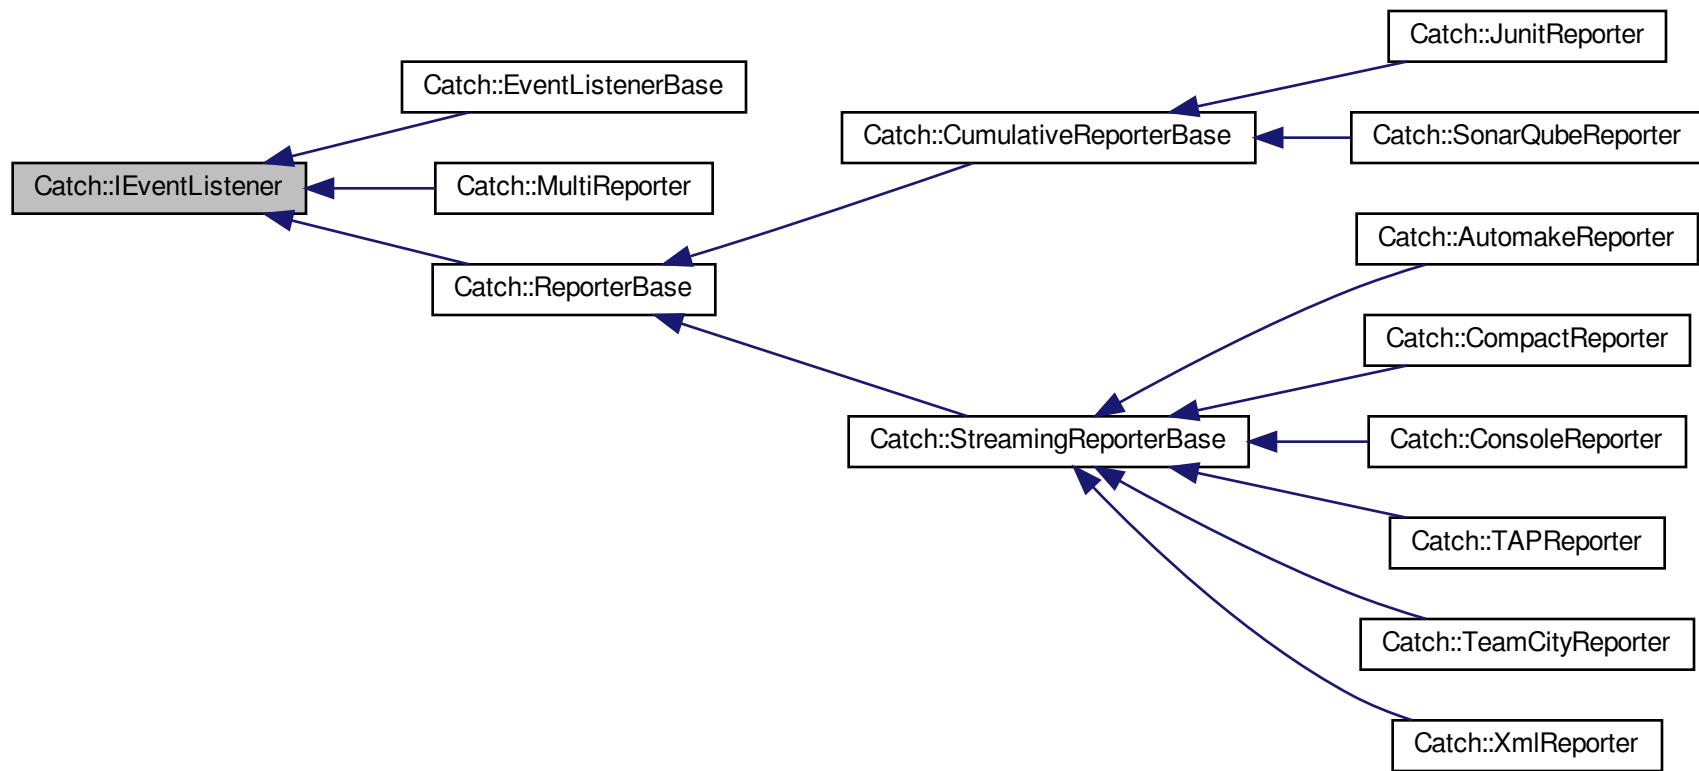 Catch::JunitReporter
Catch::EventListenerBase
Catch::CumulativeReporterBase
Catch::SonarQubeReporter
Catch::IEventListener
Catch::MultiReporter
Catch::AutomakeReporter
Catch::ReporterBase
Catch::CompactReporter
Catch::StreamingReporterBase
Catch::ConsoleReporter
Catch::TAPReporter
Catch::TeamCityReporter
Catch::XmlReporter